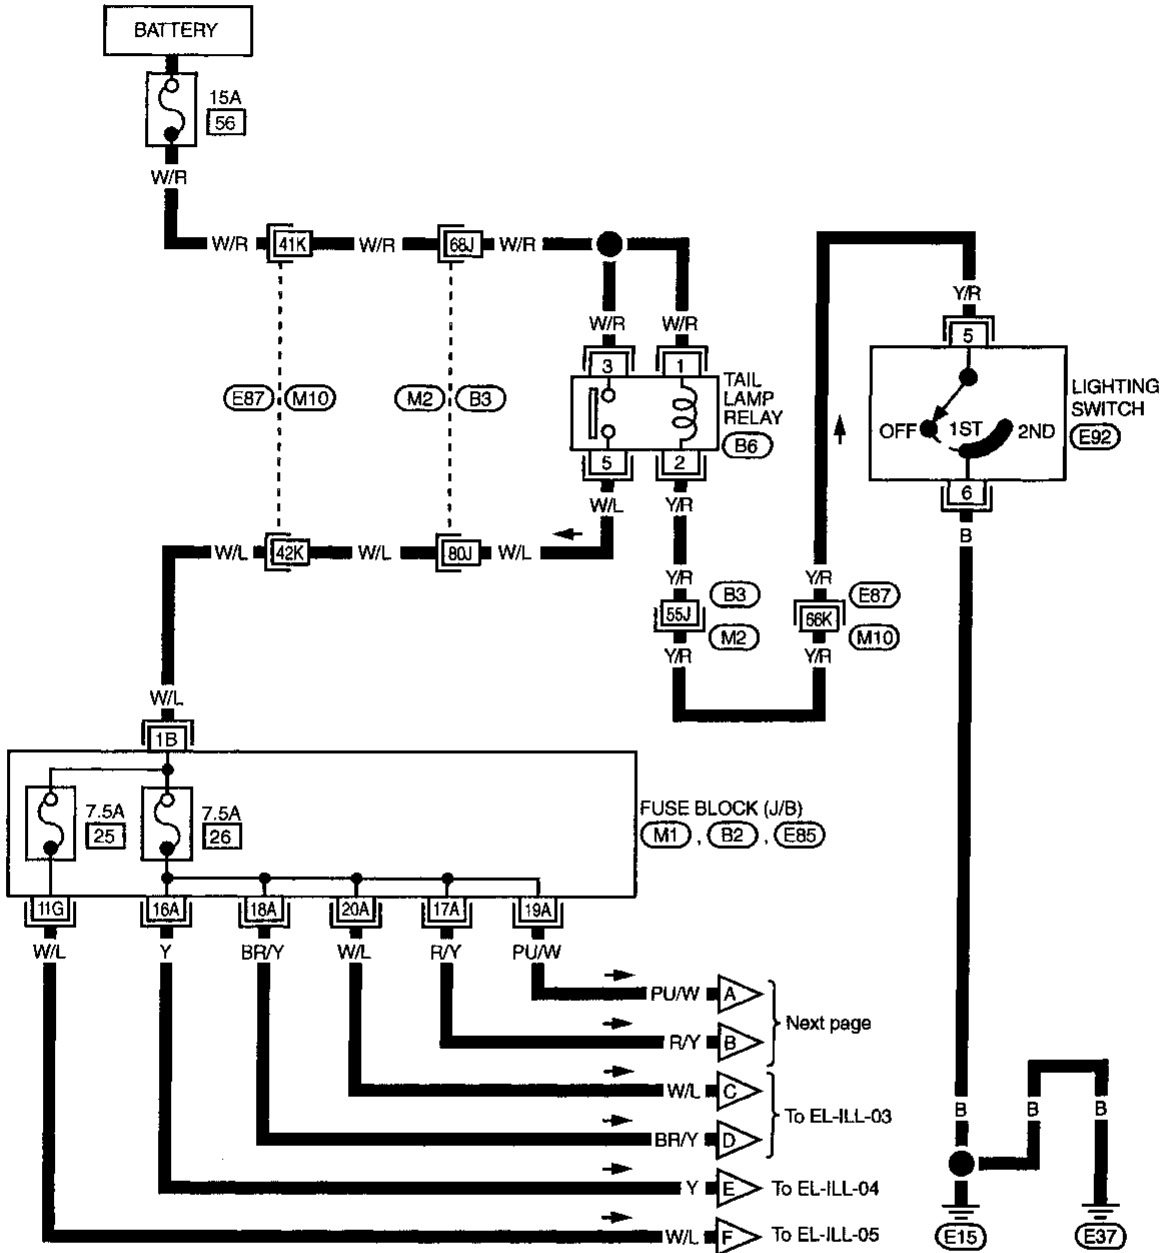 BATTERY
15A
56
W/R
W/R 41K W/R 68J W/R
Y/R
W/R W/R
3 1
5
TAIL
LAMP
RELAY
B6
LIGHTING
SWITCH
E92
E87 M10 M2 B3
OFF 1ST 2ND
5 2
6
W/L Y/R
B
W/L 42K W/L 80J W/L
Y/R Y/R
B3 E87
55J 66K
M2 M10
Y/R Y/R
W/L
1B
7.5A
25
7.5A
26
FUSE BLOCK (J/B)
M1 , B2 , E85
11G 16A 18A 20A 17A 19A
W/L Y BR/Y W/L R/Y PU/W
PU/W A
Next page
R/Y B
W/L C
To EL-ILL-03
BR/Y D
B B B
Y E To EL-ILL-04
W/L F To EL-ILL-05
E15 E37